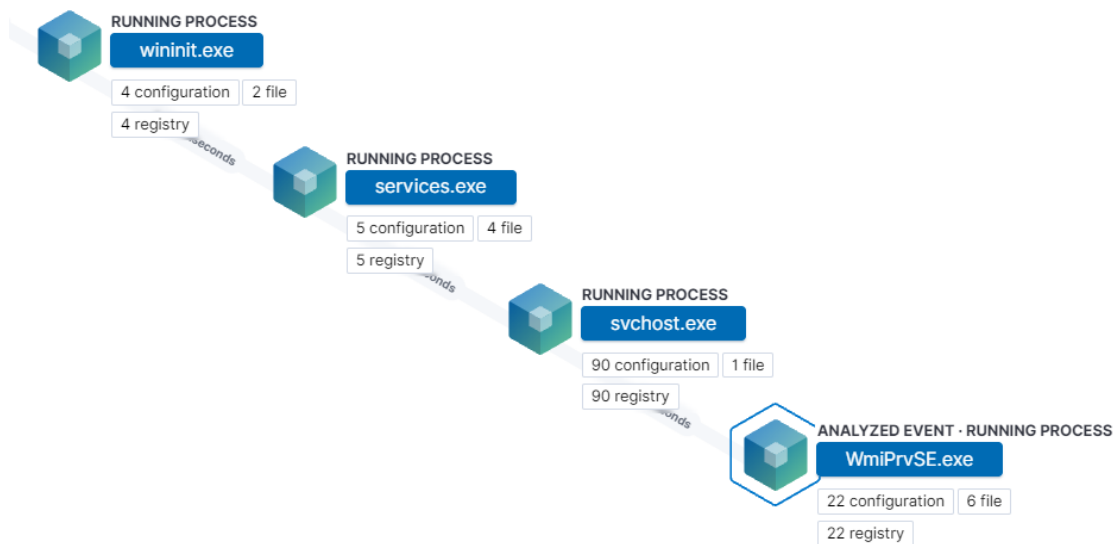 RUNNING PROCESS
wininit.exe
4 configuration 2 file
4 registry
RUNNING PROCESS
services.exe
5 configuration 4 file
5 registry
RUNNING PROCESS
svchost.exe
90 configuration 1 file
90 registry
ANALYZED EVENT · RUNNING PROCESS
WmiPrvSE.exe
22 configuration 6 file
22 registry